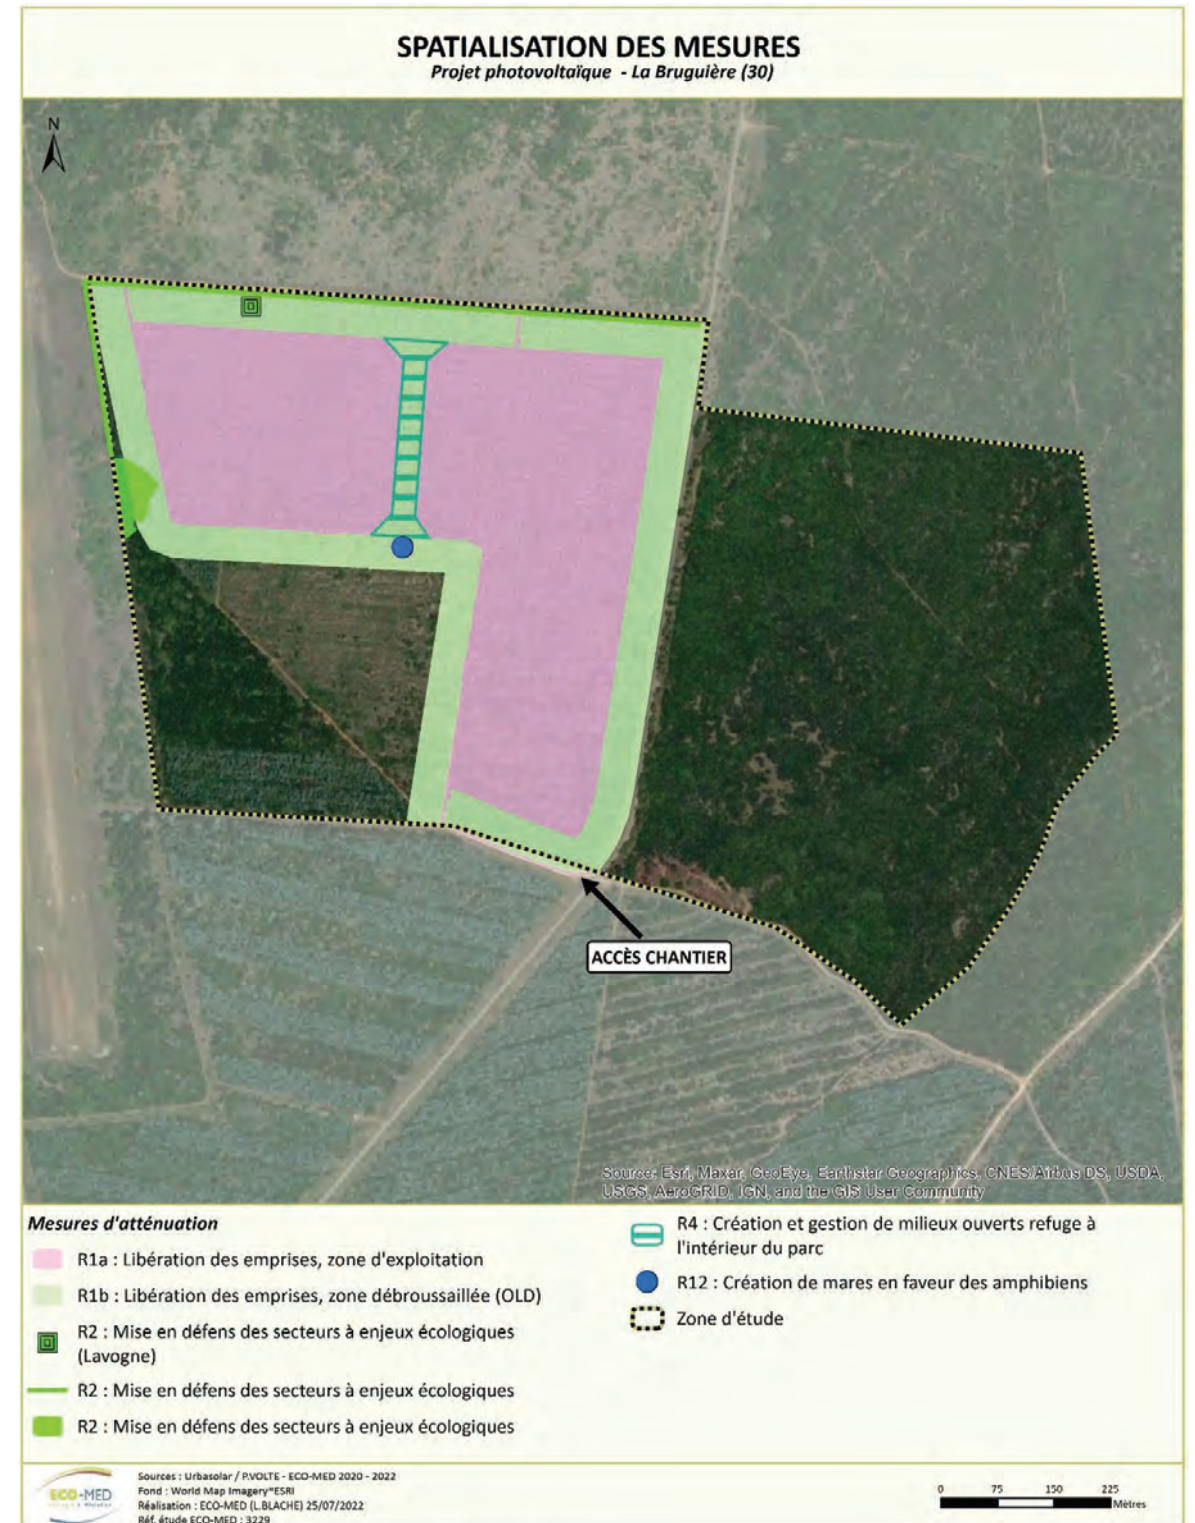 SPATIALISATION DES MESURES
Projet photovoltaïque - La Bruguière (30)
N
ACCÈS CHANTIER
Source: Esri, Maxar, GeoEye, Earthstar Geographics, CNES/Airbus DS, USDA,
USGS, AeroGRID, IGN, and the GIS User Community
Mesures d'atténuation
R1a : Libération des emprises, zone d'exploitation
R1b : Libération des emprises, zone débroussaillée (OLD)
R2 : Mise en défens des secteurs à enjeux écologiques
(Lavogne)
R2 : Mise en défens des secteurs à enjeux écologiques
R2 : Mise en défens des secteurs à enjeux écologiques
R4 : Création et gestion de milieux ouverts refuge à
l'intérieur du parc
R12 : Création de mares en faveur des amphibiens
Zone d'étude
ECO-MED
Sources : Urbasolar / P.VOLTE - ECO-MED 2020 - 2022
Fond : World Map Imagery"ESRI
Réalisation : ECO-MED (L.BLACHE) 25/07/2022
Réf. étude ECO-MED : 3229
0 75 150 225
Mètres